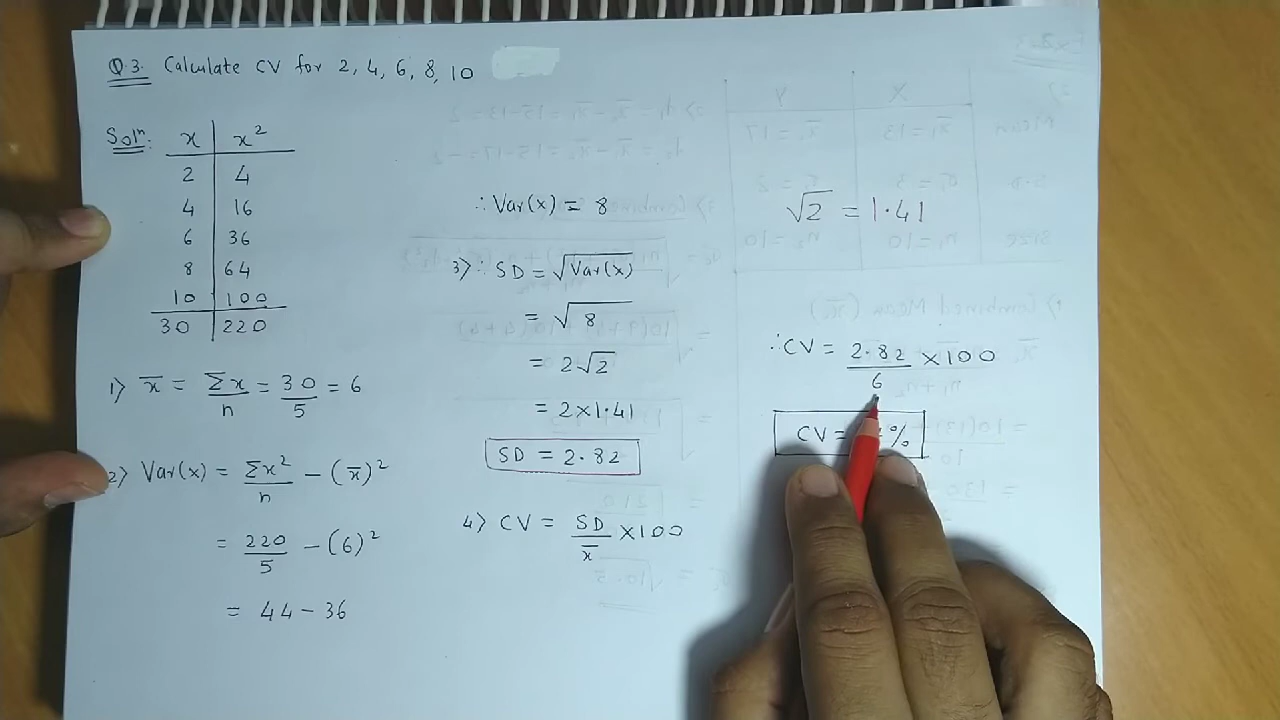 Q.3. Calculate CV for 2, 4, 6, 8, 10
Solⁿ.
x | x²
2 | 4
4 | 16
6 | 36
8 | 64
10 | 100
30 | 220
1) x̄ = Σx/n = 30/5 = 6
2) Var(x) = Σx²/n − (x̄)²
= 220/5 − (6)²
= 44 − 36
∴ Var(x) = 8
3) ∴ SD = √Var(x)
= √8
= 2√2
= 2×1.41
SD = 2.82
4) CV = SD/x̄ ×100
√2 = 1.41
∴ CV = 2.82/6 ×100
CV = %